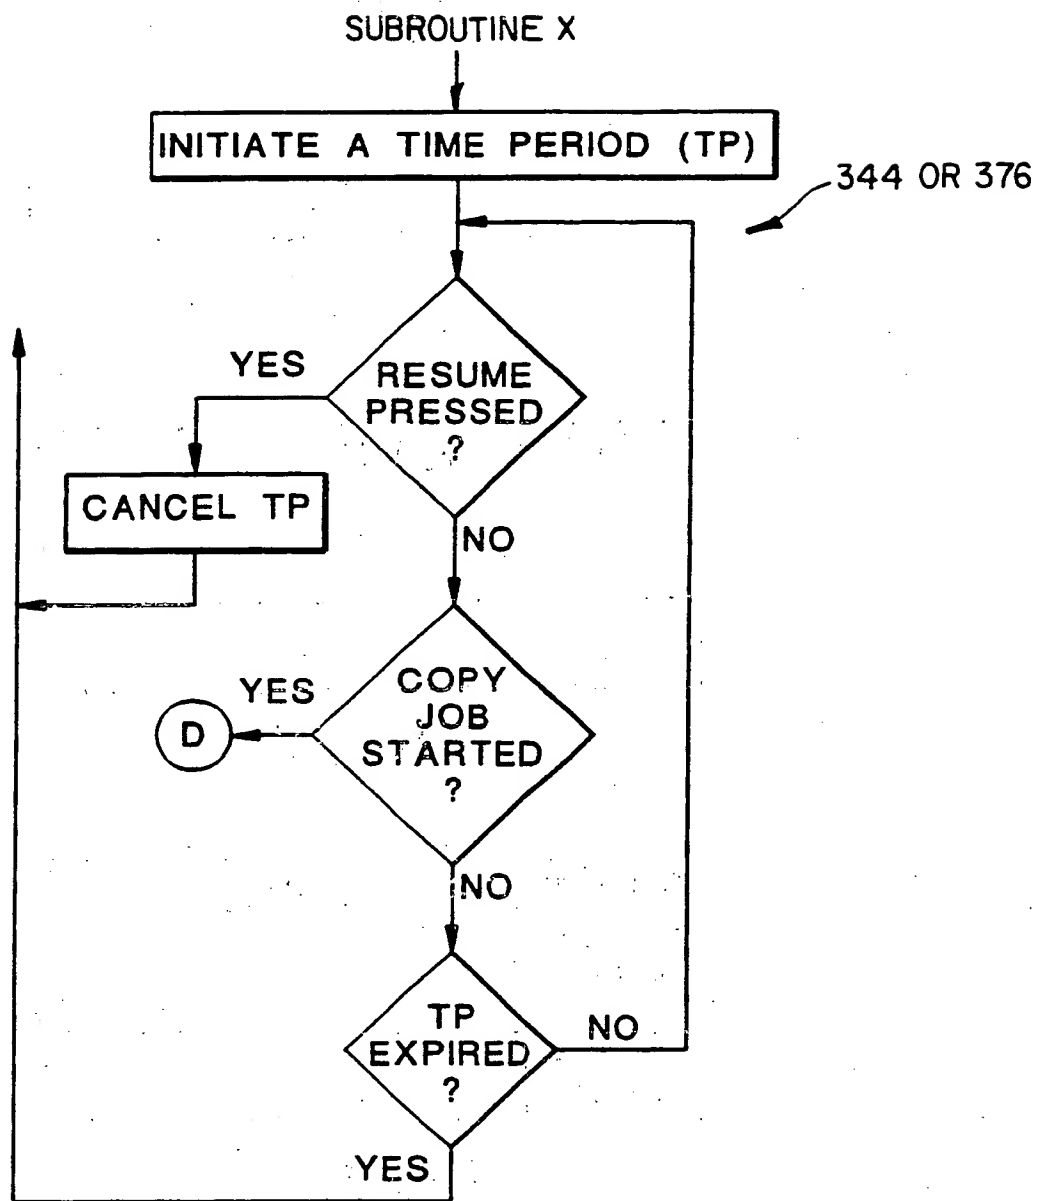 SUBROUTINE X
INITIATE A TIME PERIOD (TP)
344 OR 376
YES
RESUME
PRESSED
?
CANCEL TP
NO
YES
COPY
JOB
STARTED
?
D
NO
TP
EXPIRED
?
NO
YES